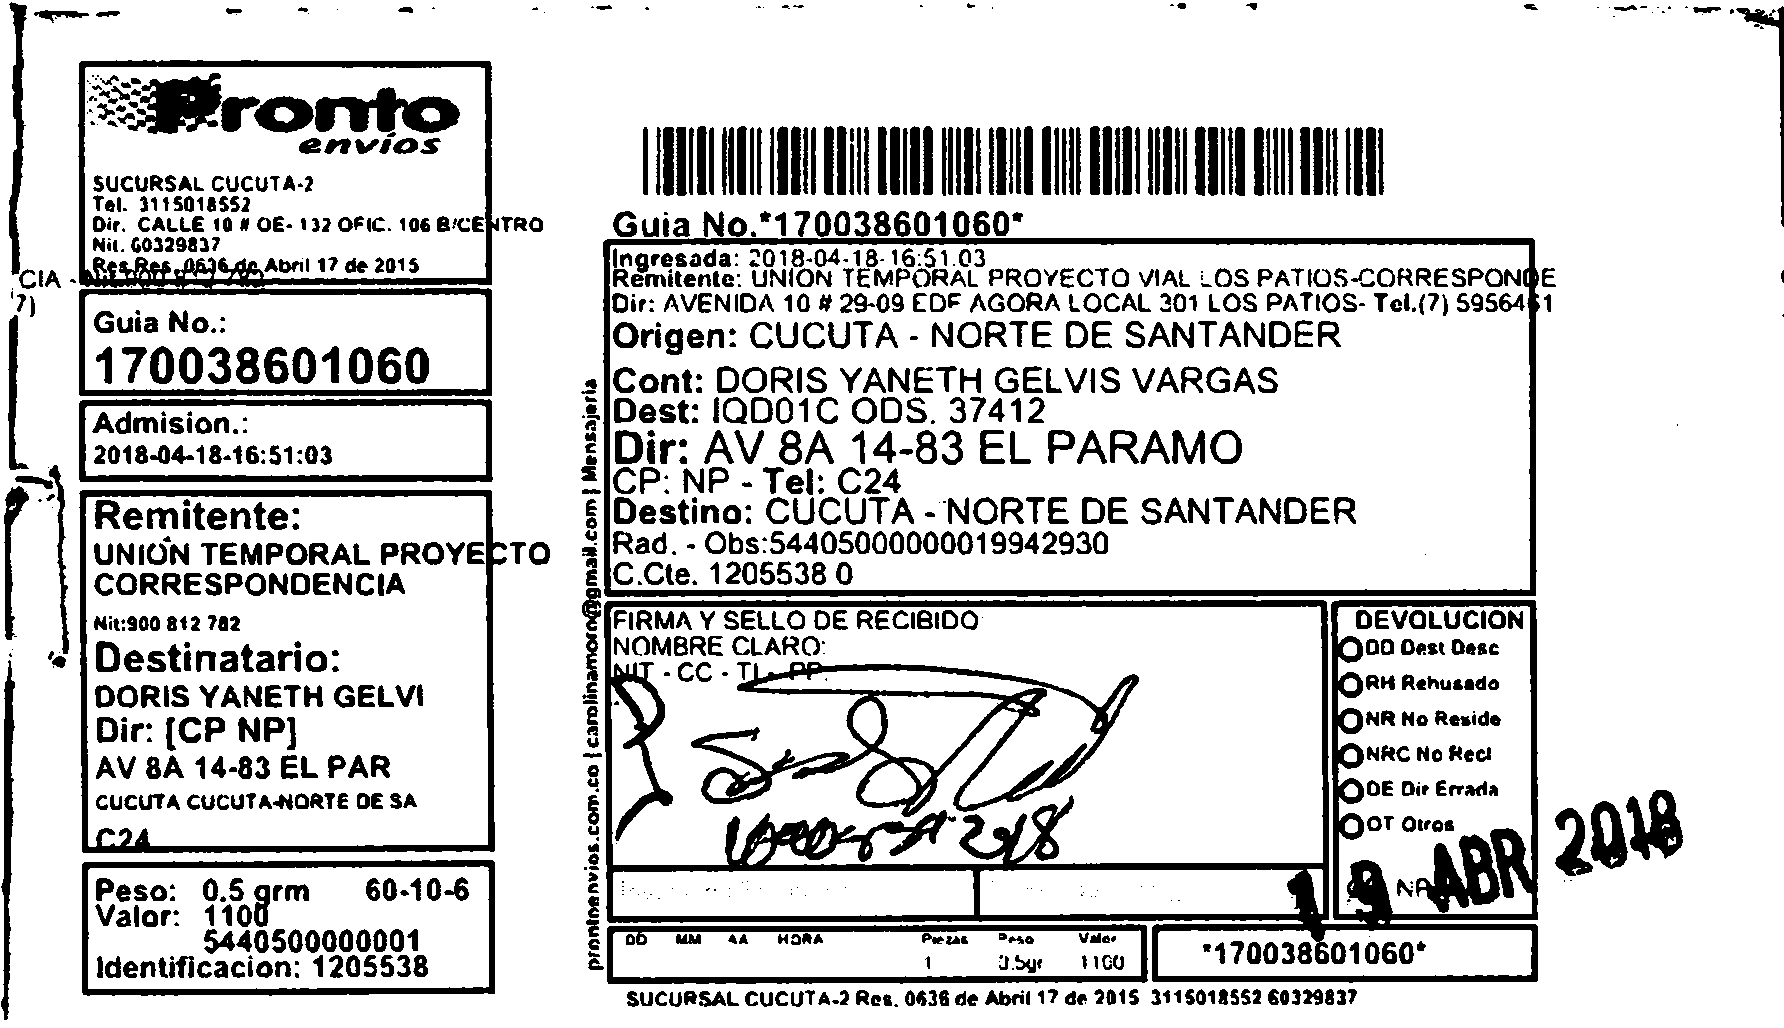 Pronto
envíos
SUCURSAL CUCUTA-2
Tel. 3115018552
Dir. CALLE 10 # OE- 132 OFIC. 106 B/CENTRO
Nit. 60329837
Res Res. 0636 de Abril 17 de 2015
CIA -
7)
Guia No.:
170038601060
Admision.:
2018-04-18-16:51:03
Remitente:
UNION TEMPORAL PROYECTO
CORRESPONDENCIA
Nit:900 812 782
Destinatario:
DORIS YANETH GELVI
Dir: [CP NP]
AV 8A 14-83 EL PAR
CUCUTA CUCUTA-NORTE DE SA
C24
Peso: 0.5 grm 60-10-6
Valor: 1100
5440500000001
Identificacion: 1205538
prontoenvios.com.co | carolinamoro@gmail.com | Mensajeria
Guia No.*170038601060*
Ingresada: 2018-04-18-16:51.03
Remitente: UNION TEMPORAL PROYECTO VIAL LOS PATIOS-CORRESPONDE
Dir: AVENIDA 10 # 29-09 EDF AGORA LOCAL 301 LOS PATIOS- Tel.(7) 5956461
Origen: CUCUTA - NORTE DE SANTANDER
Cont: DORIS YANETH GELVIS VARGAS
Dest: IQD01C ODS. 37412
Dir: AV 8A 14-83 EL PARAMO
CP: NP - Tel: C24
Destino: CUCUTA - NORTE DE SANTANDER
Rad. - Obs:54405000000019942930
C.Cte. 1205538 0
FIRMA Y SELLO DE RECIBIDO
NOMBRE CLARO:
NIT - CC - TI - PP
DEVOLUCION
DD Dest Desc
RH Rehusado
NR No Reside
NRC No Recl
DE Dir Errada
OT Otros
19 ABR 2018
DD MM AA HORA Piezas Peso Valor
1 0.5gr 1100
*170038601060*
SUCURSAL CUCUTA-2 Res. 0636 de Abril 17 de 2015 3115018552 60329837